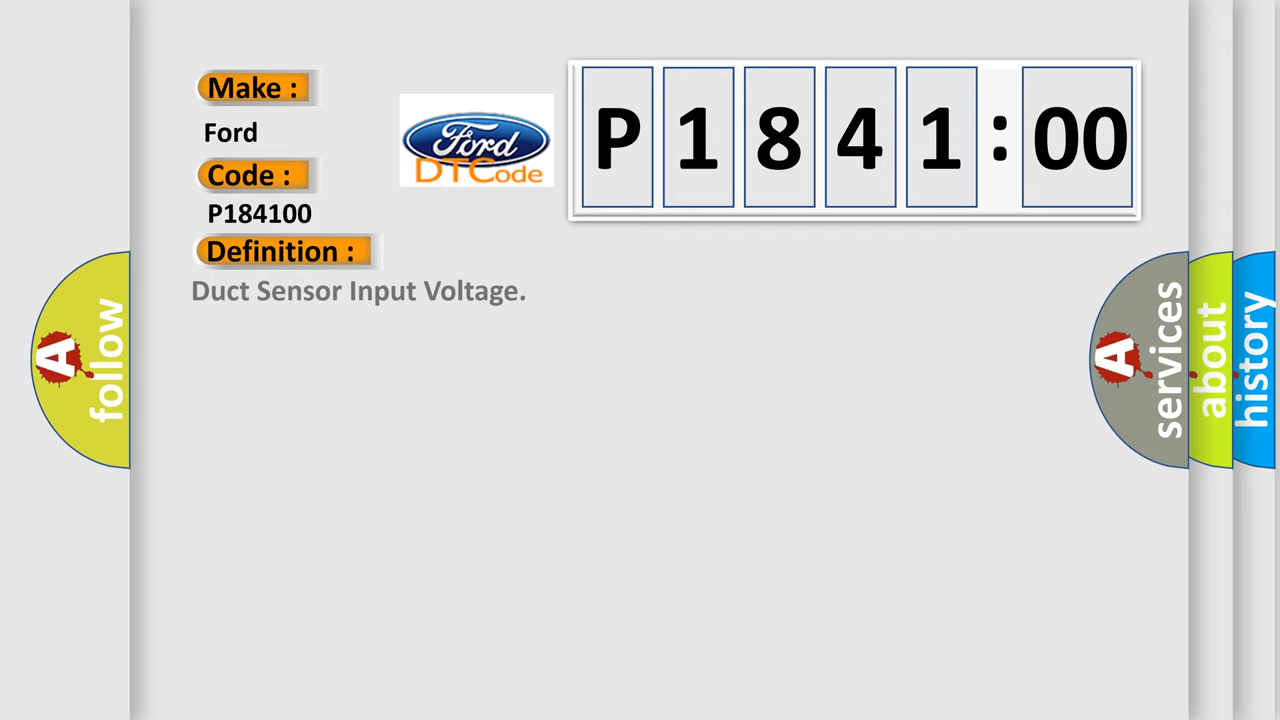 Make :
Ford
Code :
P184100
Definition :
Duct Sensor Input Voltage.
Ford
DTCode
P 1 8 4 1 : 00
A follow
A services
about
history